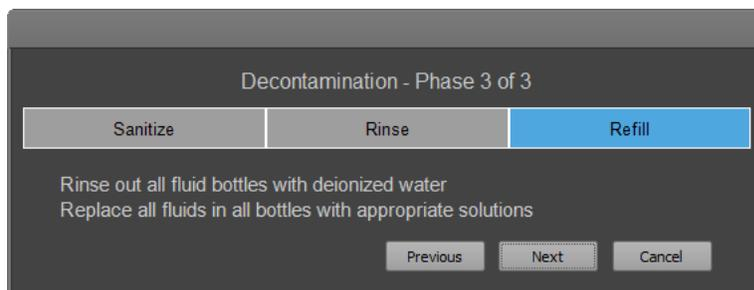 Decontamination - Phase 3 of 3
Sanitize Rinse Refill
Rinse out all fluid bottles with deionized water
Replace all fluids in all bottles with appropriate solutions
Previous Next Cancel